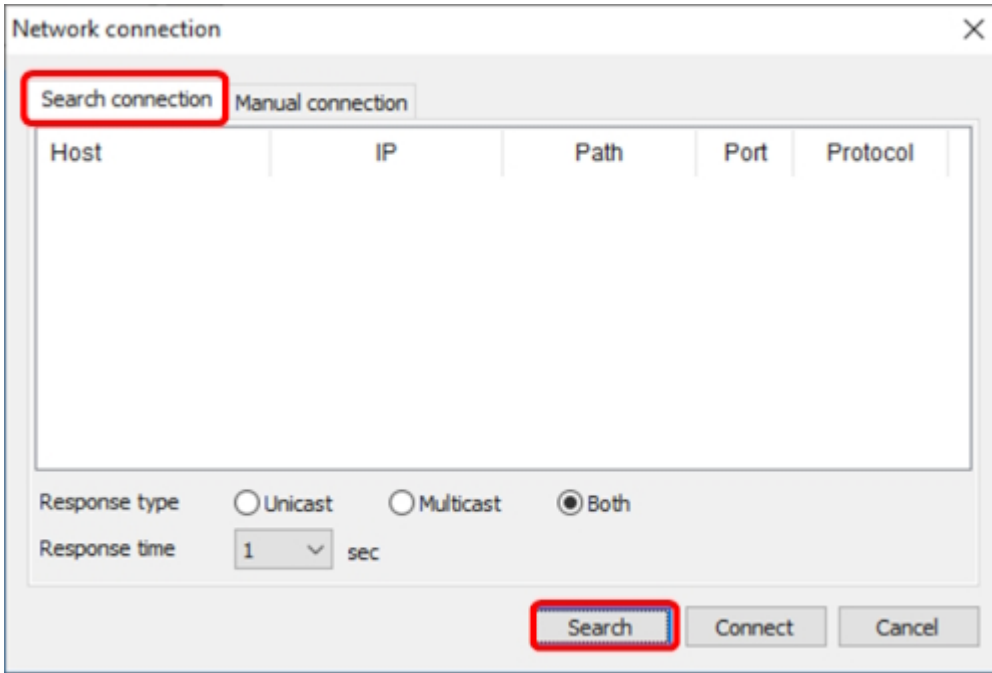 Network connection
Search connection Manual connection
Host IP Path Port Protocol
Response type Unicast Multicast Both
Response time 1 sec
Search Connect Cancel